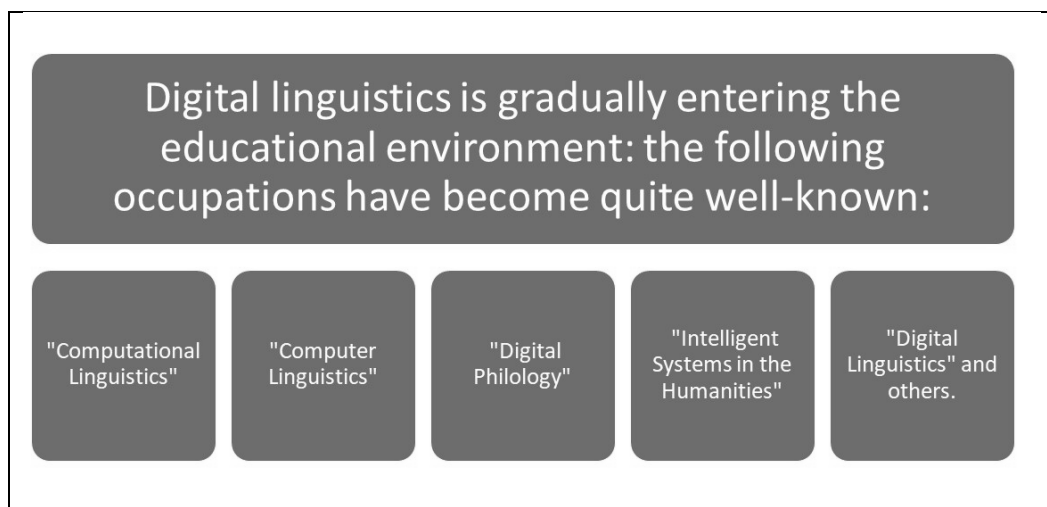 Digital linguistics is gradually entering the
educational environment: the following
occupations have become quite well-known:
"Computational
Linguistics"
"Computer
Linguistics"
"Digital
Philology"
"Intelligent
Systems in the
Humanities"
"Digital
Linguistics" and
others.